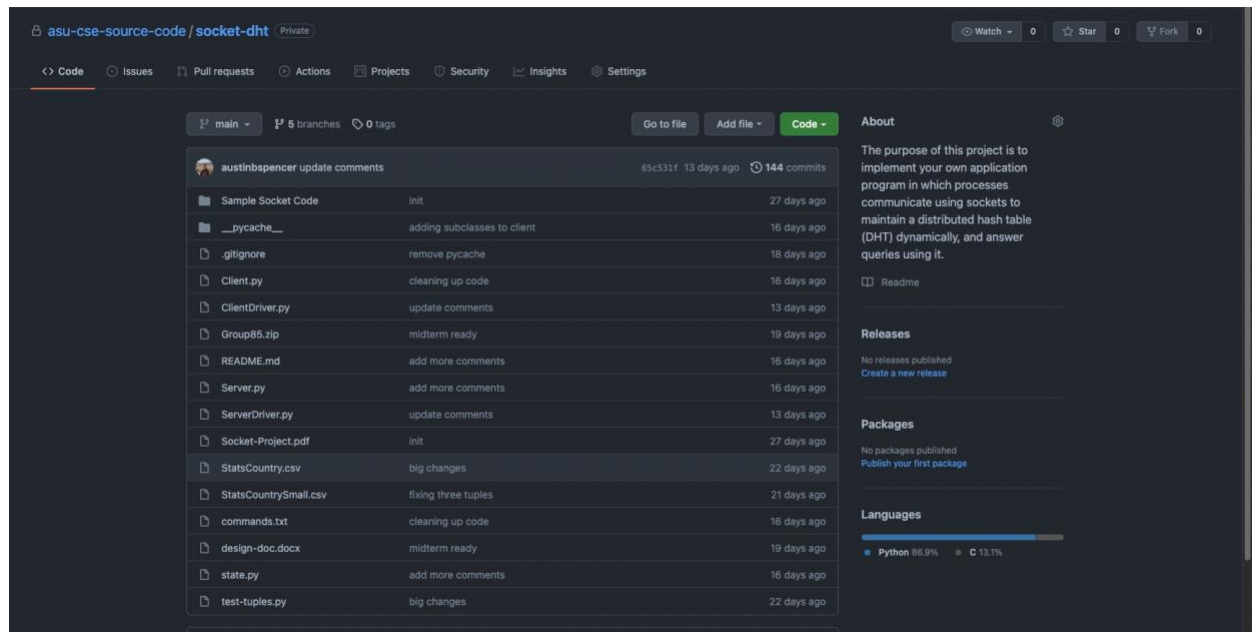 asu-cse-source-code / socket-dht Private
Watch 0 Star 0 Fork 0
Code Issues Pull requests Actions Projects Security Insights Settings
main 5 branches 0 tags Go to file Add file Code
austinbspencer update comments 65c531f 13 days ago 144 commits
Sample Socket Code init 27 days ago
__pycache__ adding subclasses to client 16 days ago
.gitignore remove pycache 18 days ago
Client.py cleaning up code 16 days ago
ClientDriver.py update comments 13 days ago
Group85.zip midterm ready 19 days ago
README.md add more comments 16 days ago
Server.py add more comments 16 days ago
ServerDriver.py update comments 13 days ago
Socket-Project.pdf init 27 days ago
StatsCountry.csv big changes 22 days ago
StatsCountrySmall.csv fixing three tuples 21 days ago
commands.txt cleaning up code 16 days ago
design-doc.docx midterm ready 19 days ago
state.py add more comments 16 days ago
test-tuples.py big changes 22 days ago
About
The purpose of this project is to
implement your own application
program in which processes
communicate using sockets to
maintain a distributed hash table
(DHT) dynamically, and answer
queries using it.
Readme
Releases
No releases published
Create a new release
Packages
No packages published
Publish your first package
Languages
Python 86.9% C 13.1%